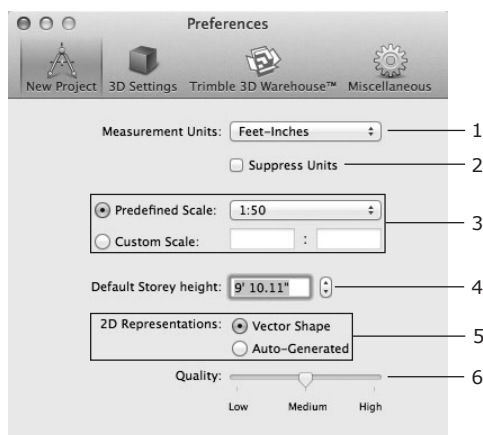 Preferences
New Project 3D Settings Trimble 3D Warehouse™ Miscellaneous
Measurement Units: Feet-Inches 1
Suppress Units 2
Predefined Scale: 1:50
3
Custom Scale: :
Default Storey height: 9' 10.11" 4
2D Representations: Vector Shape
5
Auto-Generated
Quality: 6
Low Medium High